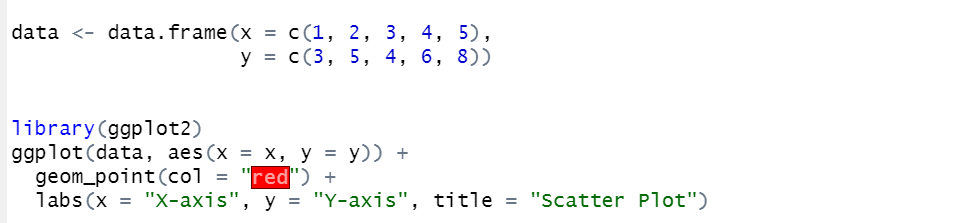 data <- data.frame(x = c(1, 2, 3, 4, 5),
                   y = c(3, 5, 4, 6, 8))
library(ggplot2)
ggplot(data, aes(x = x, y = y)) +
  geom_point(col = "red") +
  labs(x = "X-axis", y = "Y-axis", title = "Scatter Plot")